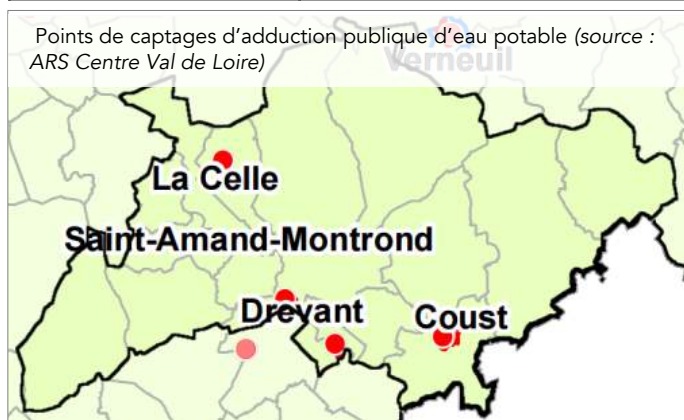 Points de captages d’adduction publique d’eau potable (source :
ARS Centre Val de Loire)
Verneuil
La Celle
Saint-Amand-Montrond
Drevant
Coust